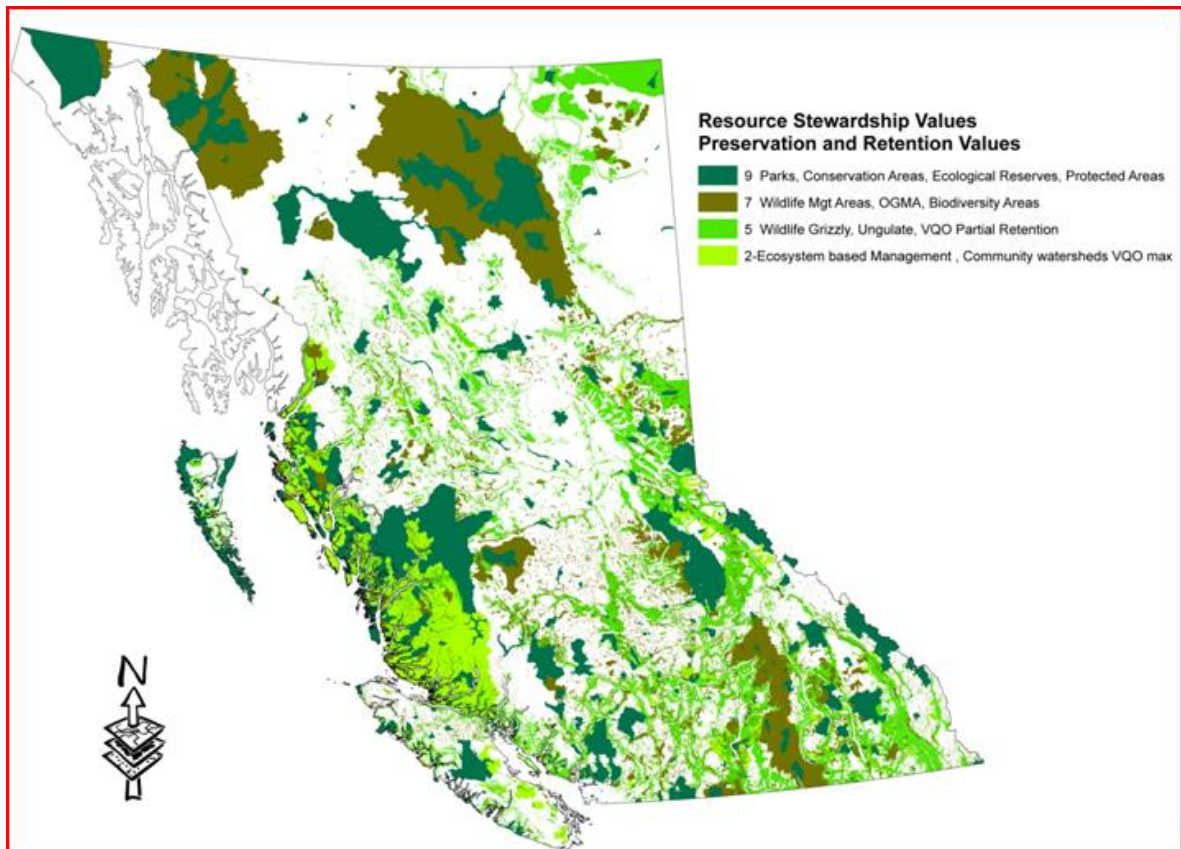 Resource Stewardship Values
Preservation and Retention Values
9 Parks, Conservation Areas, Ecological Reserves, Protected Areas
7 Wildlife Mgt Areas, OGMA, Biodiversity Areas
5 Wildlife Grizzly, Ungulate, VQO Partial Retention
2-Ecosystem based Management , Community watersheds VQO max
N